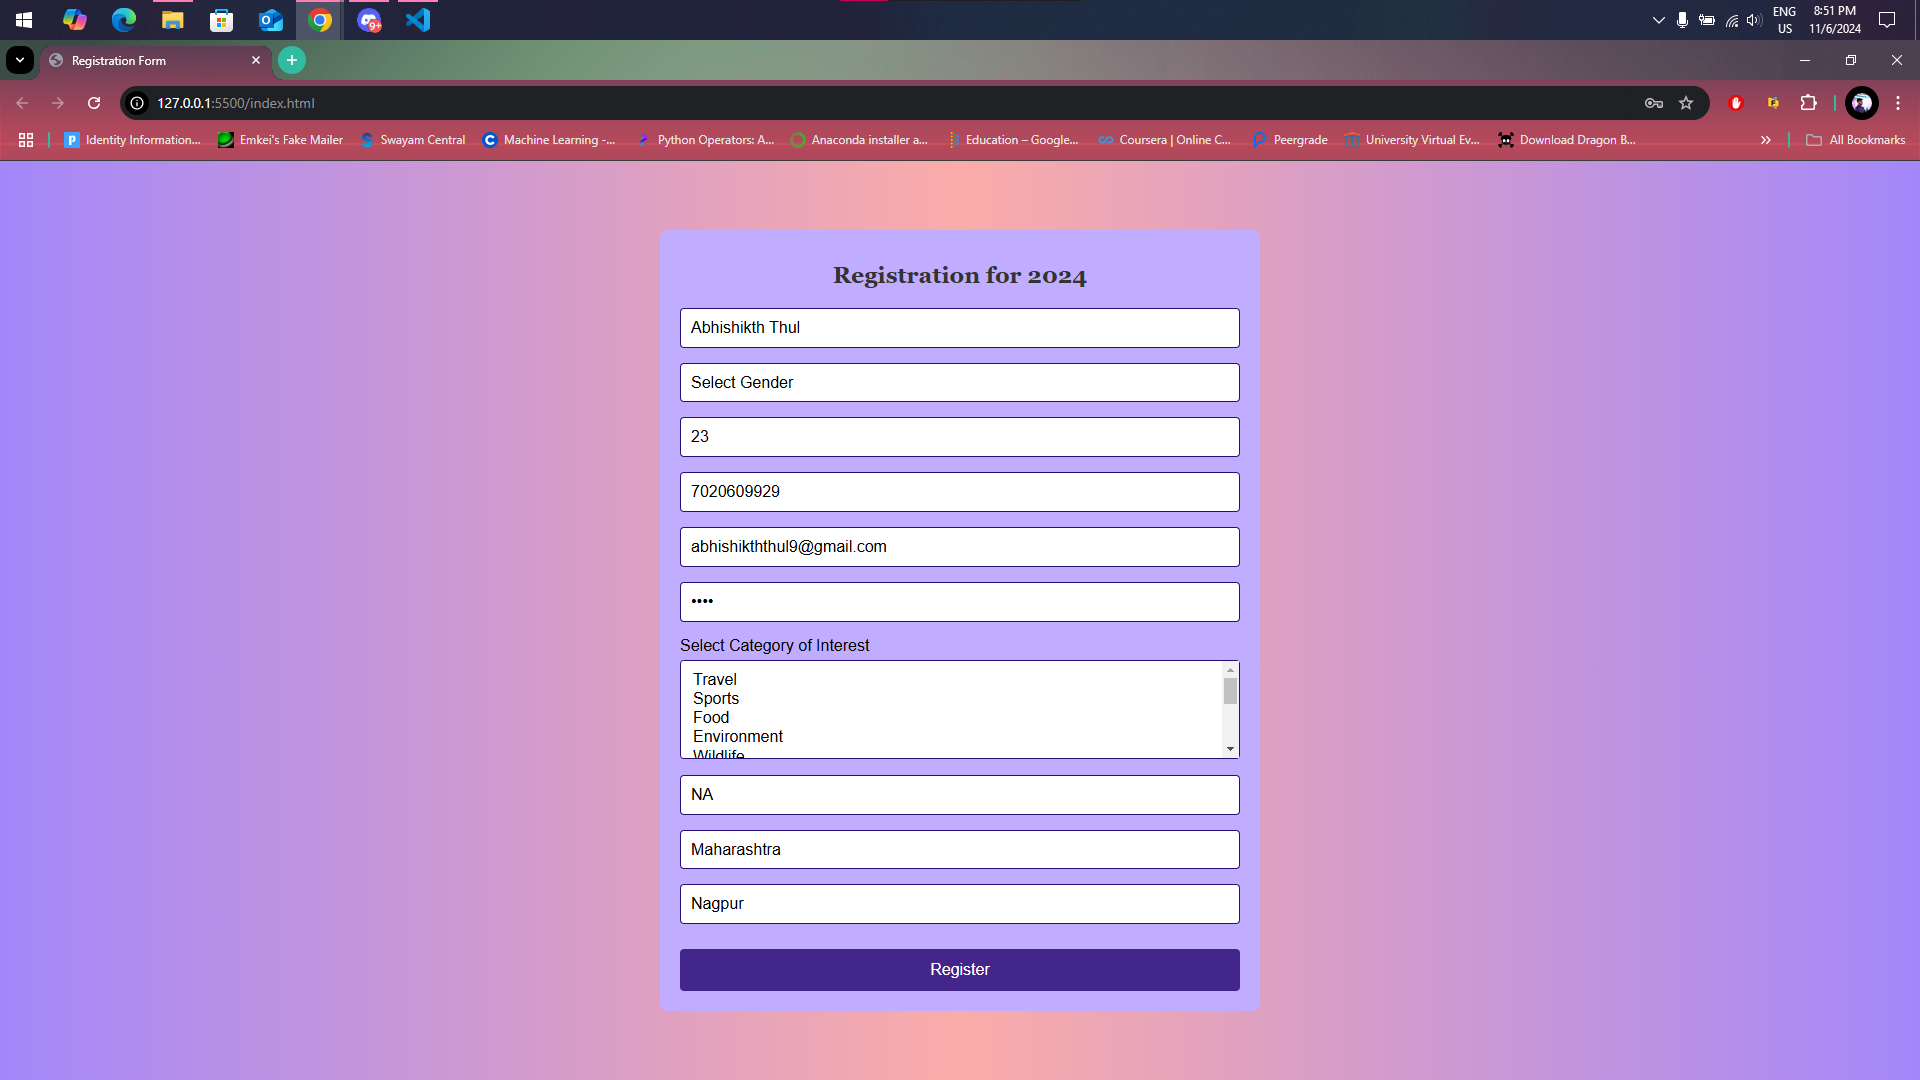 ENG
8:51 PM
US
11/6/2024
9+
Registration Form
127.0.0.1:5500/index.html
Identity Information...
Emkei's Fake Mailer
Swayam Central
Machine Learning -...
Python Operators: A...
Anaconda installer a...
Education – Google...
Coursera | Online C...
Peergrade
University Virtual Ev...
Download Dragon B...
All Bookmarks
Registration for 2024
Abhishikth Thul
Select Gender
23
7020609929
abhishikththul9@gmail.com
••••
Select Category of Interest
Travel
Sports
Food
Environment
Wildlife
NA
Maharashtra
Nagpur
Register